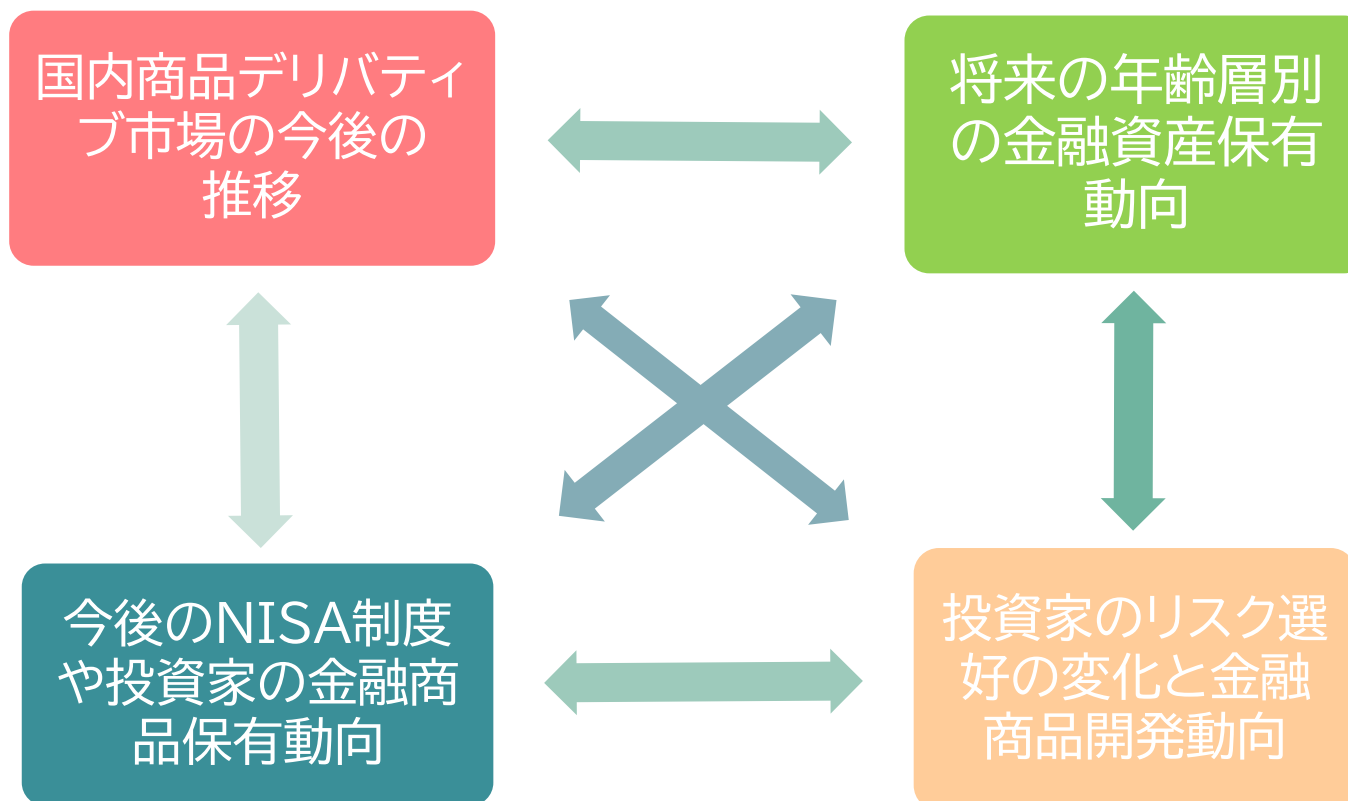 国内商品デリバティ
ブ市場の今後の
推移
将来の年齢層別
の金融資産保有
動向
今後のNISA制度
や投資家の金融商
品保有動向
投資家のリスク選
好の変化と金融
商品開発動向